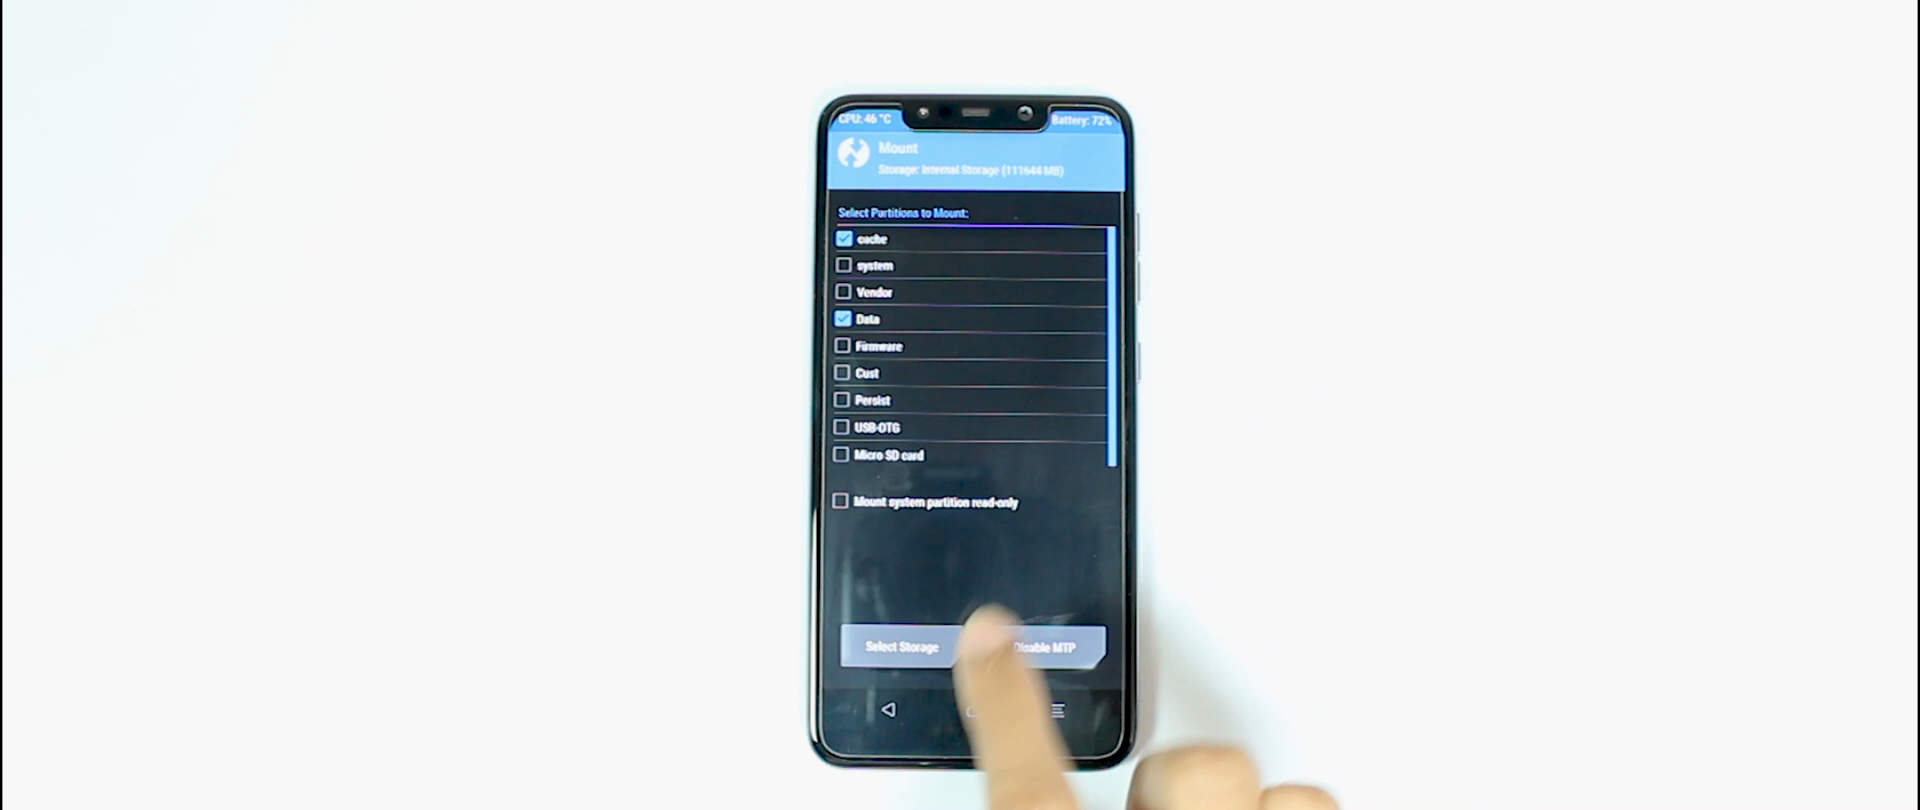 CPU: 46 °C
Battery: 72%
Mount
Storage: Internal Storage (111644 MB)
Select Partitions to Mount:
cache
system
Vendor
Data
Firmware
Cust
Persist
USB-OTG
Micro SD card
Mount system partition read-only
Select Storage
Disable MTP